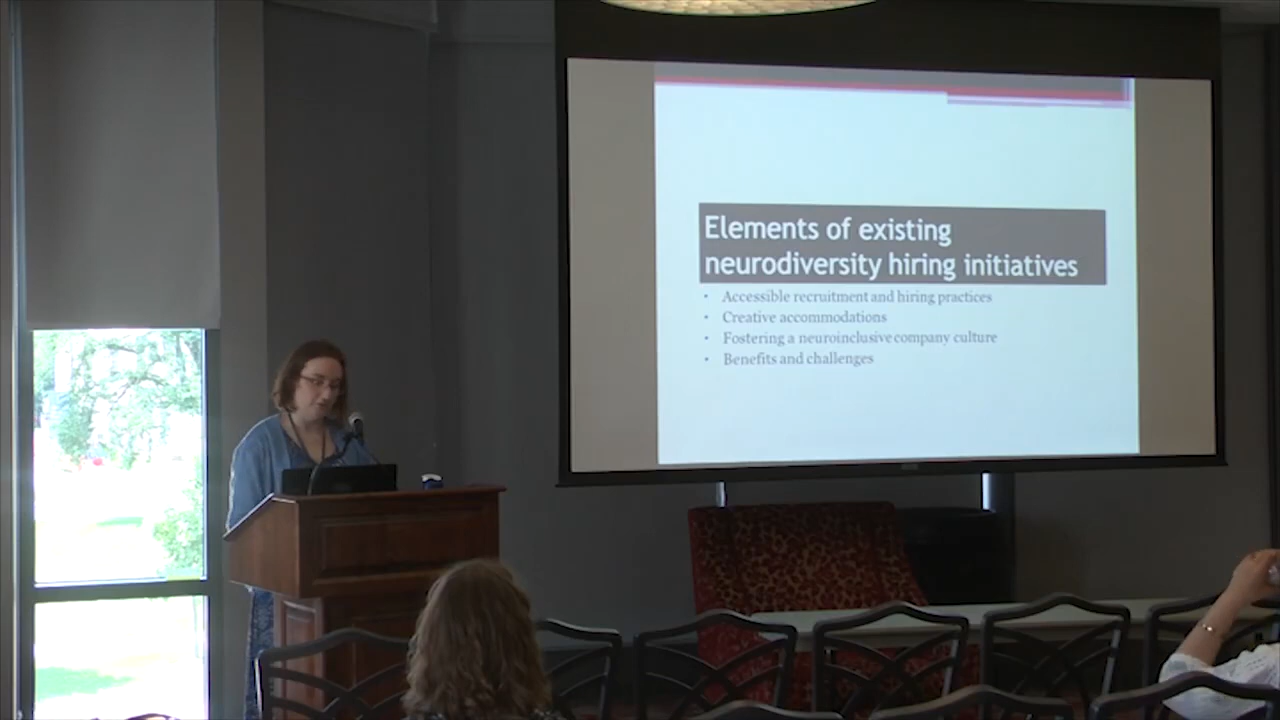 Elements of existing
neurodiversity hiring initiatives
• Accessible recruitment and hiring practices
• Creative accommodations
• Fostering a neuroinclusive company culture
• Benefits and challenges